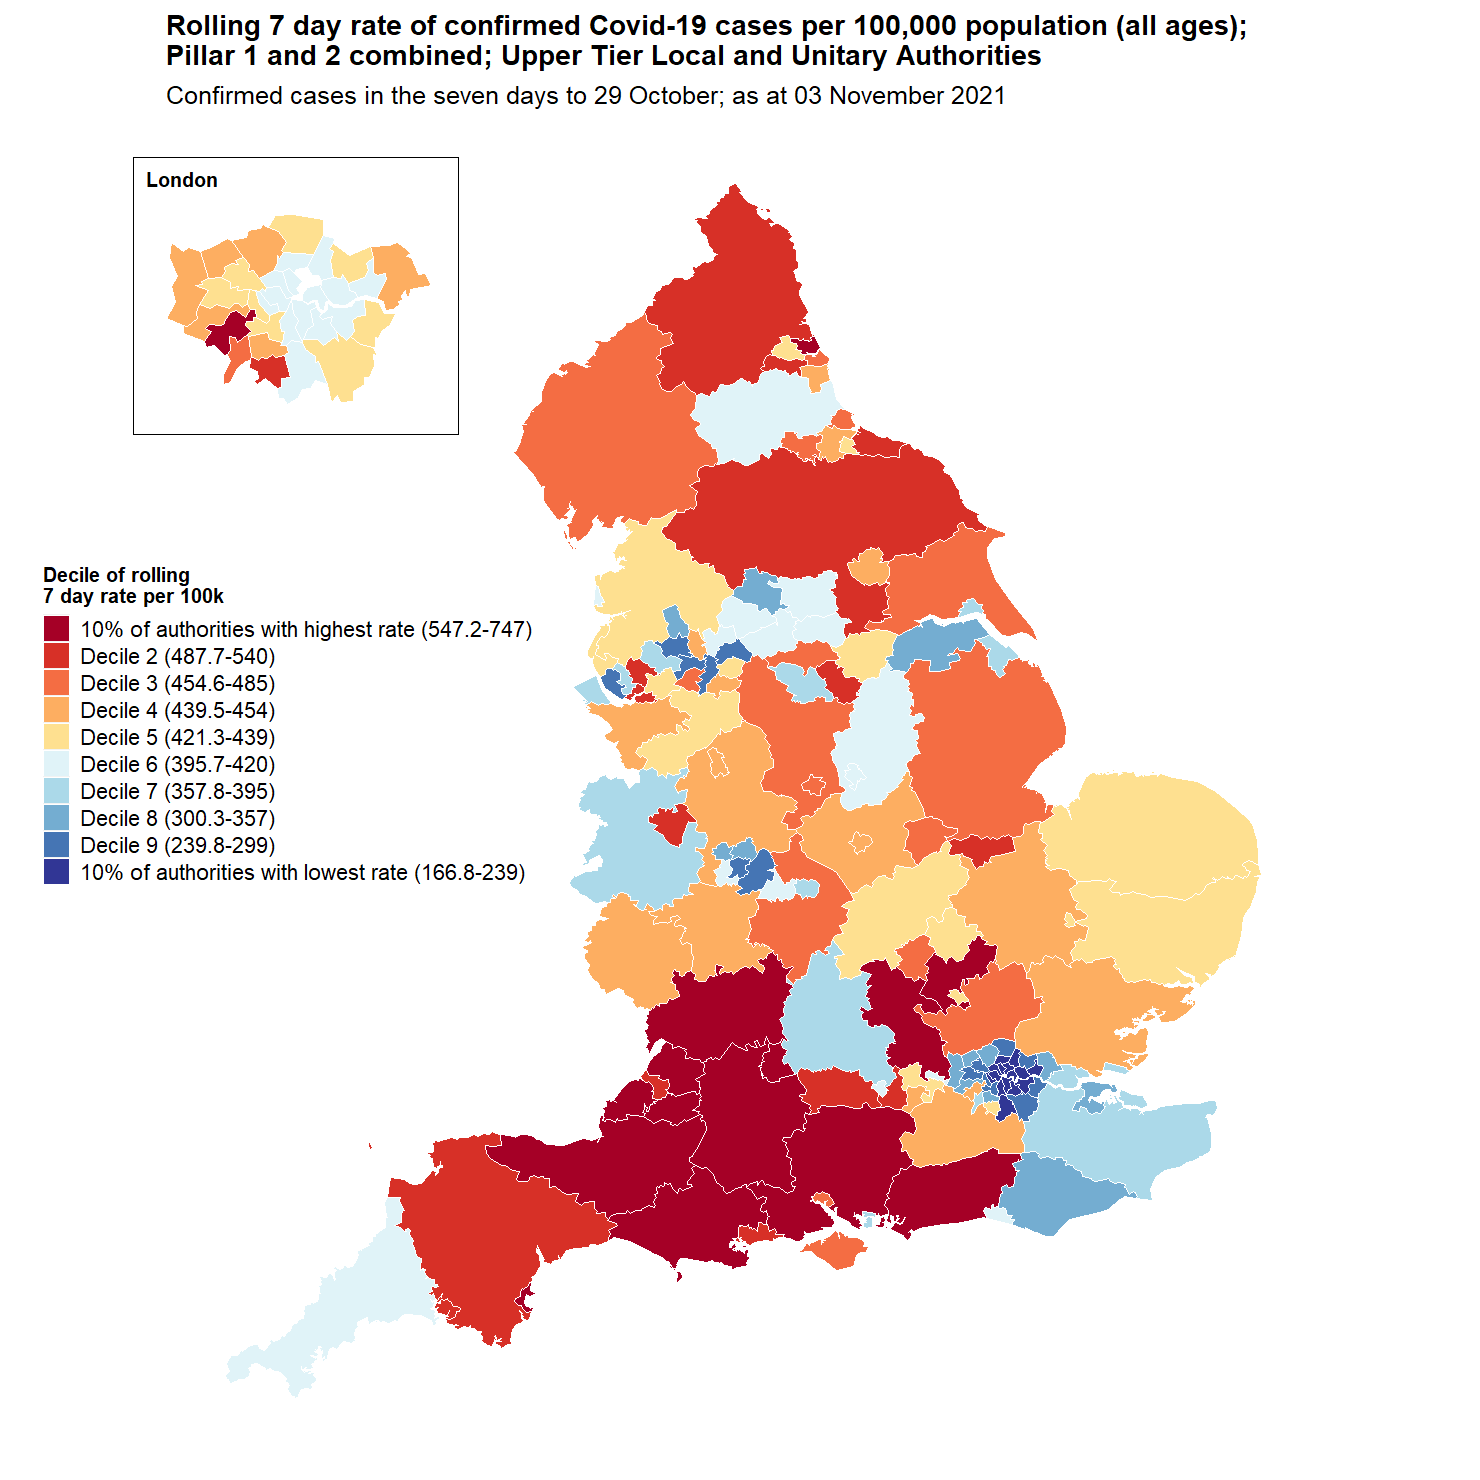 Rolling 7 day rate of confirmed Covid-19 cases per 100,000 population (all ages);
Pillar 1 and 2 combined; Upper Tier Local and Unitary Authorities
Confirmed cases in the seven days to 29 October; as at 03 November 2021
London
Decile of rolling
7 day rate per 100k
10% of authorities with highest rate (547.2-747)
Decile 2 (487.7-540)
Decile 3 (454.6-485)
Decile 4 (439.5-454)
Decile 5 (421.3-439)
Decile 6 (395.7-420)
Decile 7 (357.8-395)
Decile 8 (300.3-357)
Decile 9 (239.8-299)
10% of authorities with lowest rate (166.8-239)